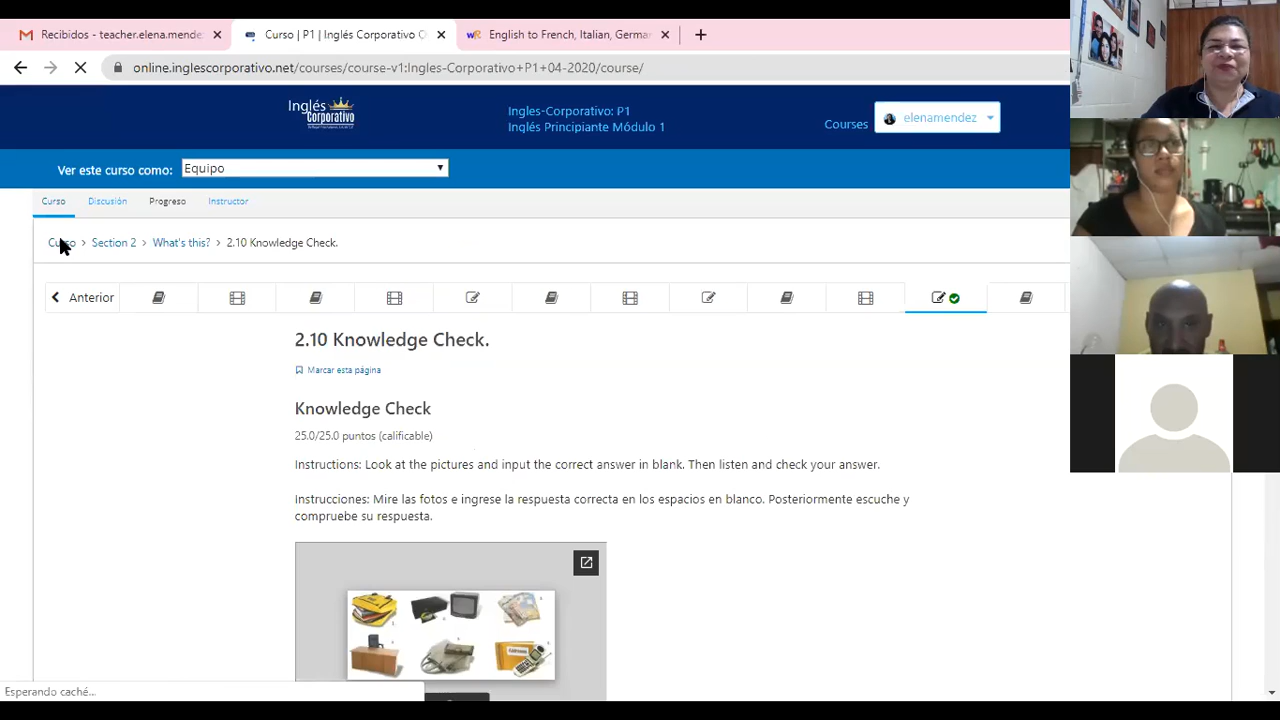 Recibidos - teacher.elena.mende
Curso | P1 | Inglés Corporativo C
English to French, Italian, Germar
online.inglescorporativo.net/courses/course-v1:Ingles-Corporativo+P1+04-2020/course/
Inglés
Corporativo
Ingles-Corporativo: P1
Inglés Principiante Módulo 1
Courses
elenamendez
Ver este curso como:
Equipo
Curso
Discusión
Progreso
Instructor
Curso > Section 2 > What's this? > 2.10 Knowledge Check.
Anterior
2.10 Knowledge Check.
Marcar esta página
Knowledge Check
25.0/25.0 puntos (calificable)
Instructions: Look at the pictures and input the correct answer in blank. Then listen and check your answer.
Instrucciones: Mire las fotos e ingrese la respuesta correcta en los espacios en blanco. Posteriormente escuche y
compruebe su respuesta.
Esperando caché...